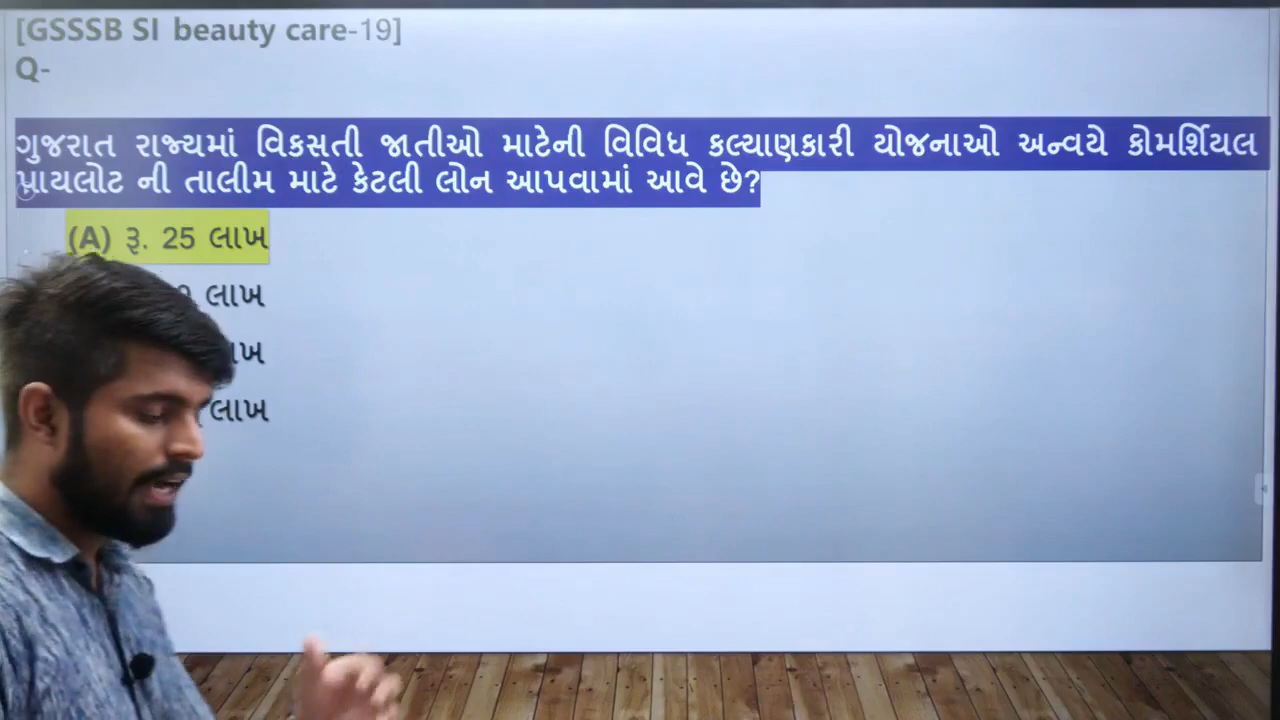 [GSSSB SI beauty care-19]
Q-
ગુજરાત રાજ્યમાં વિકસતી જાતીઓ માટેની વિવિધ કલ્યાણકારી યોજનાઓ અન્વયે કોમર્શિયલ
પાયલોટ ની તાલીમ માટે કેટલી લોન આપવામાં આવે છે?
(A) રૂ. 25 લાખ
લાખ
લાખ